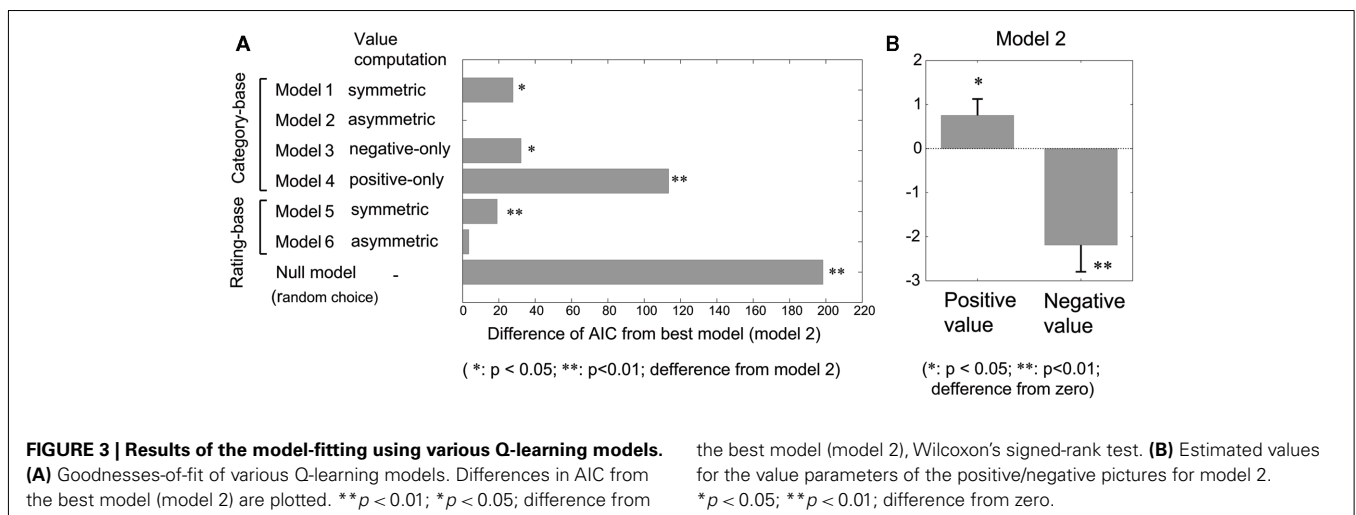 A
Value
computation
Category-base
Model 1 symmetric *
Model 2 asymmetric
Model 3 negative-only *
Model 4 positive-only **
Rating-base
Model 5 symmetric **
Model 6 asymmetric
Null model - **
(random choice)
0 20 40 60 80 100 120 140 160 180 200 220
Difference of AIC from best model (model 2)
( *: p < 0.05; **: p<0.01; defference from model 2)
B
Model 2
2
1
0
-1
-2
-3
*
**
Positive Negative
value value
(*: p < 0.05; **: p<0.01;
defference from zero)
FIGURE 3 | Results of the model-fitting using various Q-learning models.
(A) Goodnesses-of-fit of various Q-learning models. Differences in AIC from
the best model (model 2) are plotted. **p < 0.01; *p < 0.05; difference from
the best model (model 2), Wilcoxon's signed-rank test. (B) Estimated values
for the value parameters of the positive/negative pictures for model 2.
*p < 0.05; **p < 0.01; difference from zero.